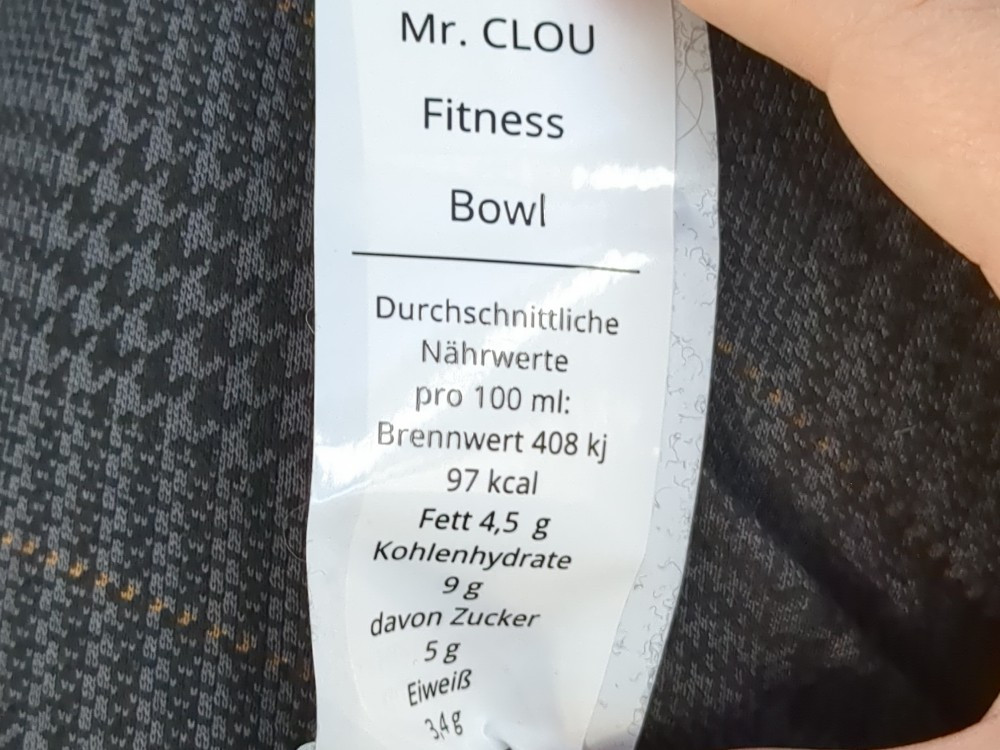 Mr. CLOU
Fitness
Bowl
Durchschnittliche
Nährwerte
pro 100 ml:
Brennwert 408 kj
97 kcal
Fett 4,5 g
Kohlenhydrate
9 g
davon Zucker
5 g
Eiweiß
3,4 g